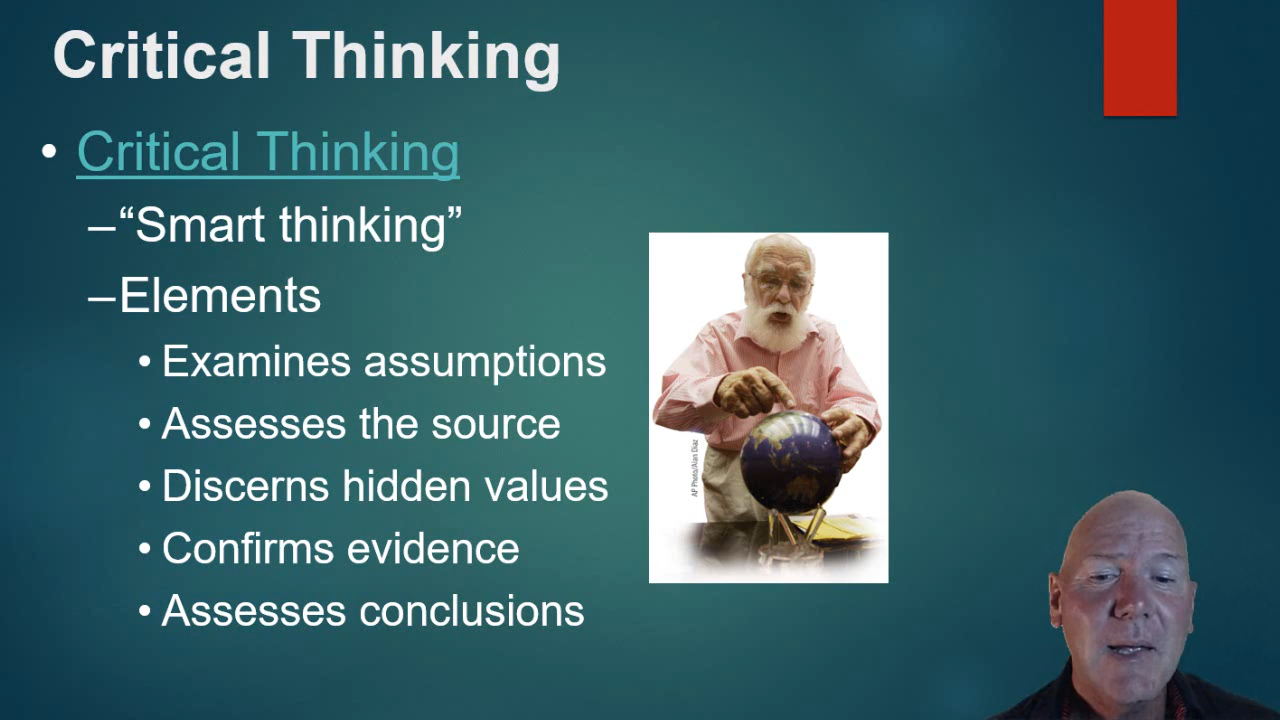 Critical Thinking
• Critical Thinking
–“Smart thinking”
–Elements
• Examines assumptions
• Assesses the source
• Discerns hidden values
• Confirms evidence
• Assesses conclusions
AP Photo/Alan Diaz